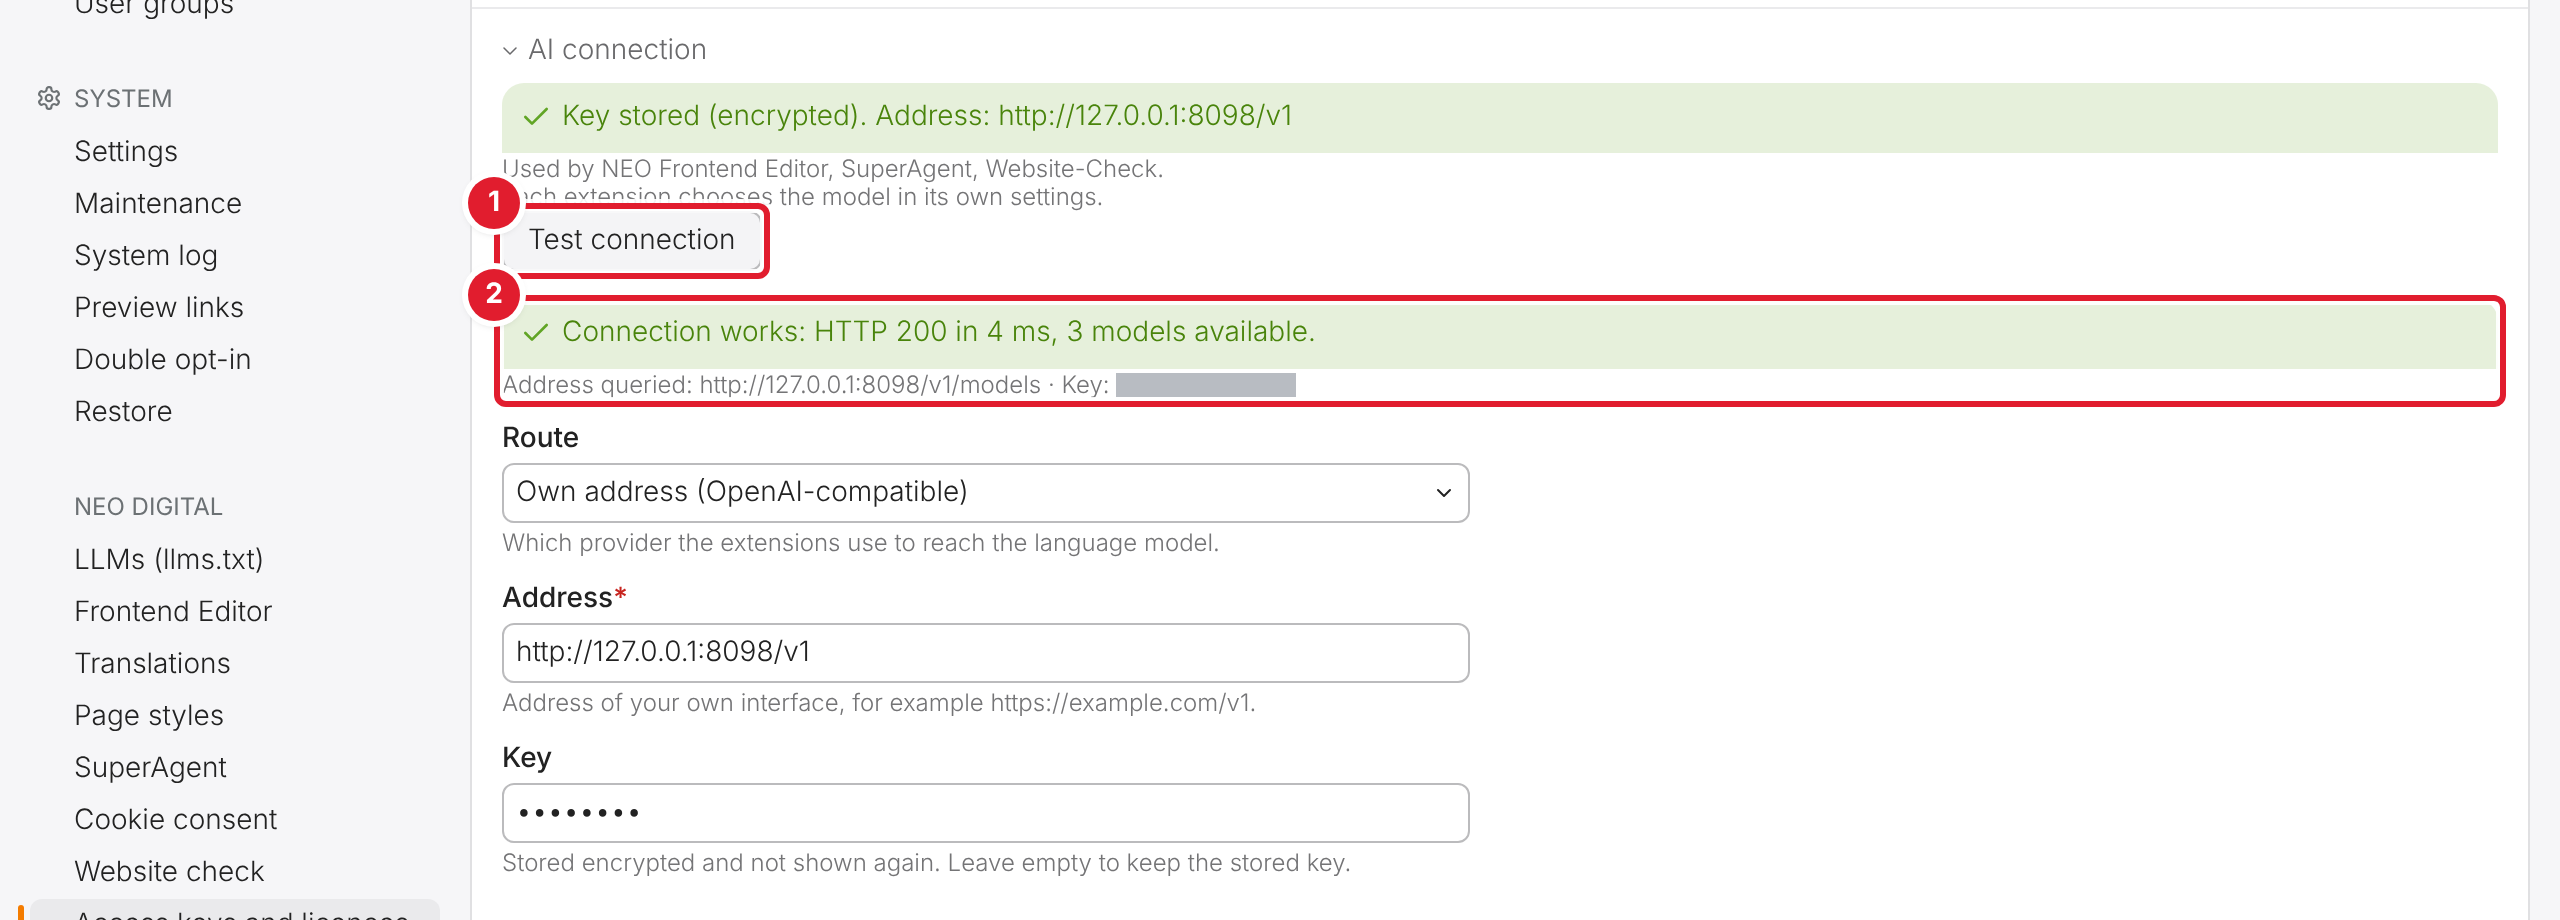 User groups
SYSTEM
Settings
Maintenance
System log
Preview links
Double opt-in
Restore
NEO DIGITAL
LLMs (llms.txt)
Frontend Editor
Translations
Page styles
SuperAgent
Cookie consent
Website check
Access keys and licences
AI connection
Key stored (encrypted). Address: http://127.0.0.1:8098/v1
Used by NEO Frontend Editor, SuperAgent, Website-Check.
extension chooses the model in its own settings.
1
Test connection
2
Connection works: HTTP 200 in 4 ms, 3 models available.
Address queried: http://127.0.0.1:8098/v1/models · Key:
Route
Own address (OpenAI-compatible)
Which provider the extensions use to reach the language model.
Address*
http://127.0.0.1:8098/v1
Address of your own interface, for example https://example.com/v1.
Key
••••••••
Stored encrypted and not shown again. Leave empty to keep the stored key.